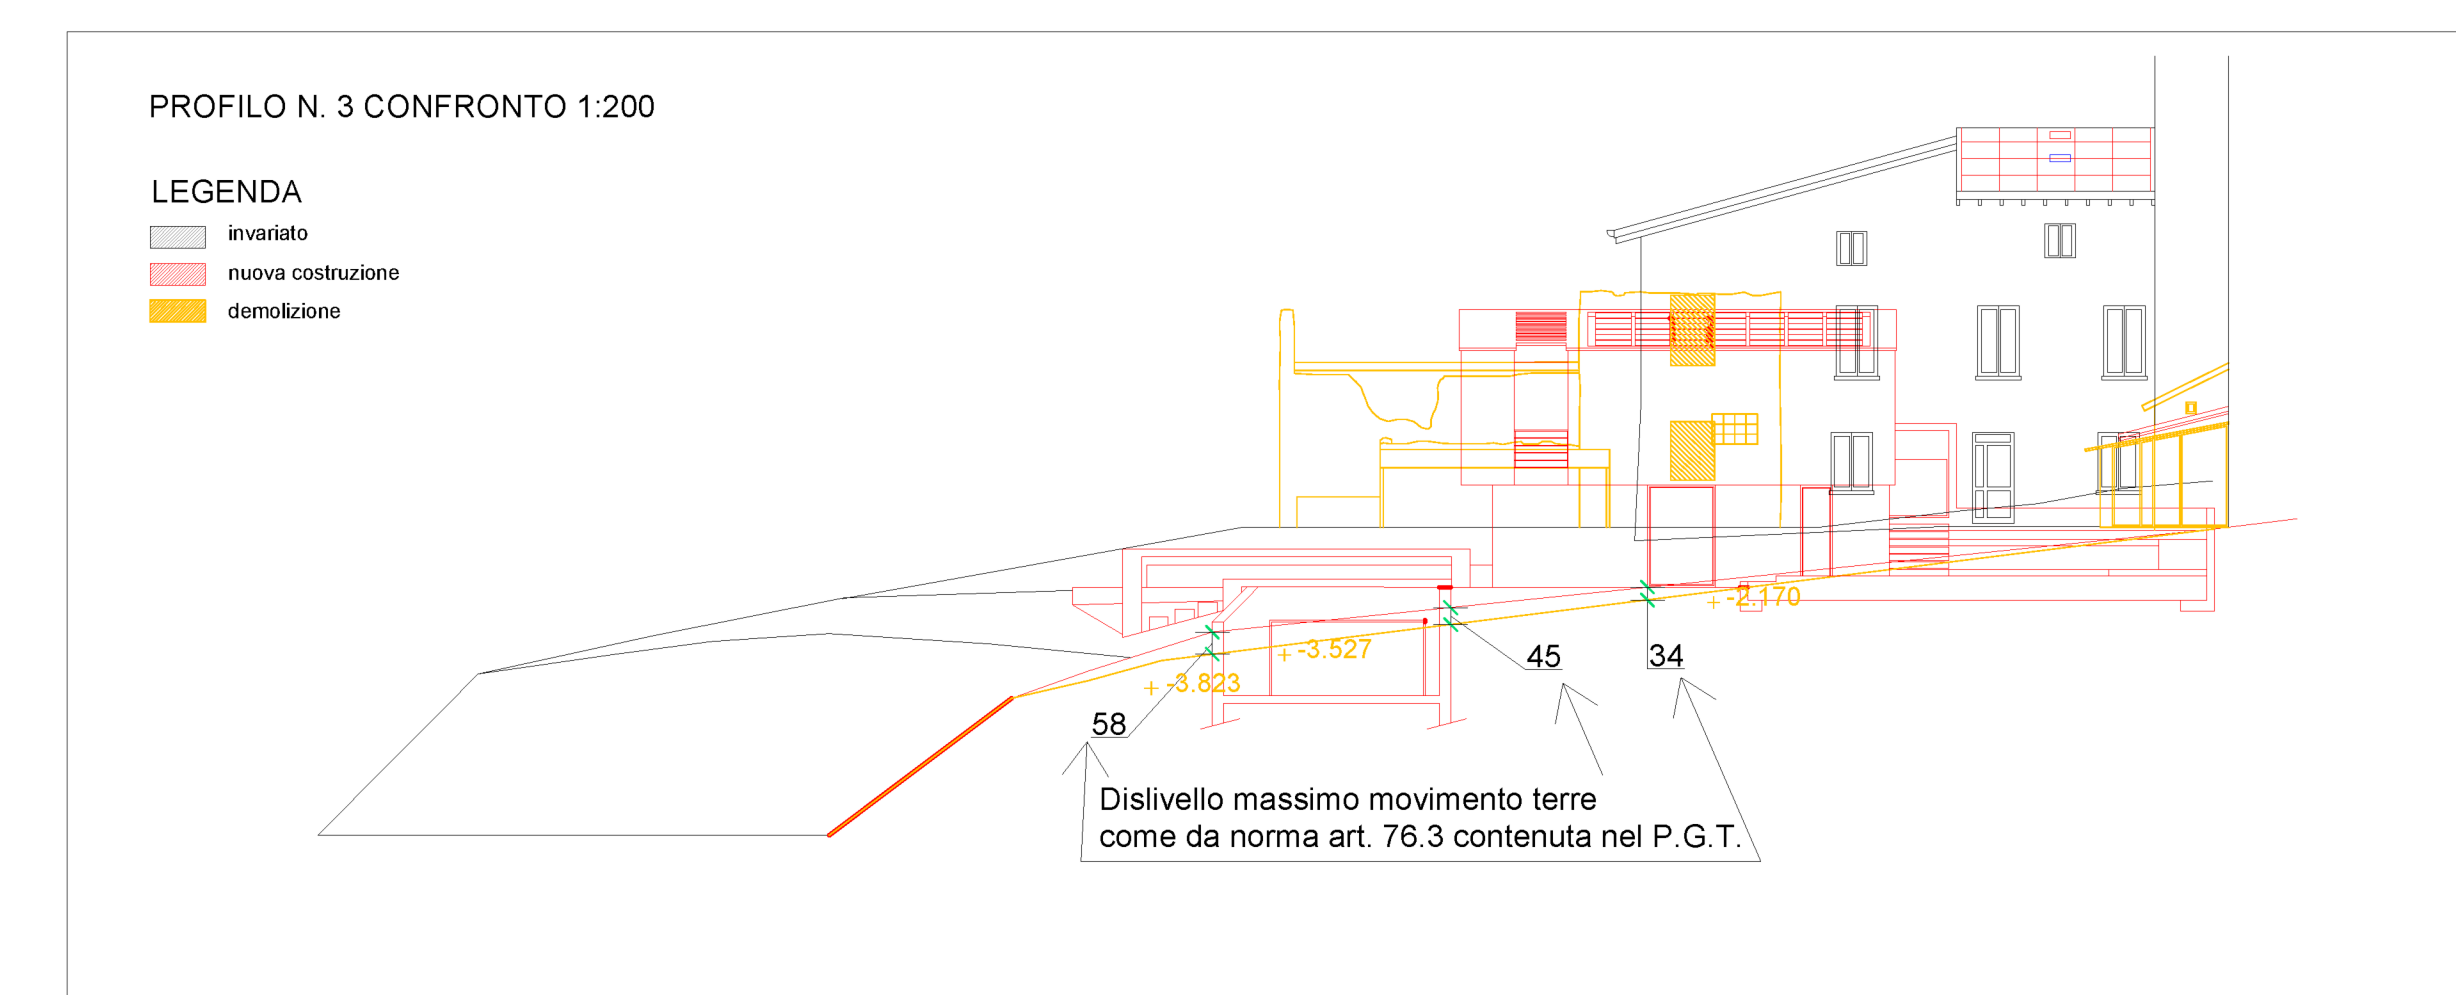 PROFILO N. 3 CONFRONTO 1:200
LEGENDA
invariato
nuova costruzione
demolizione
-2.170
-3.527
-3.823
45
34
58
Dislivello massimo movimento terre
come da norma art. 76.3 contenuta nel P.G.T.